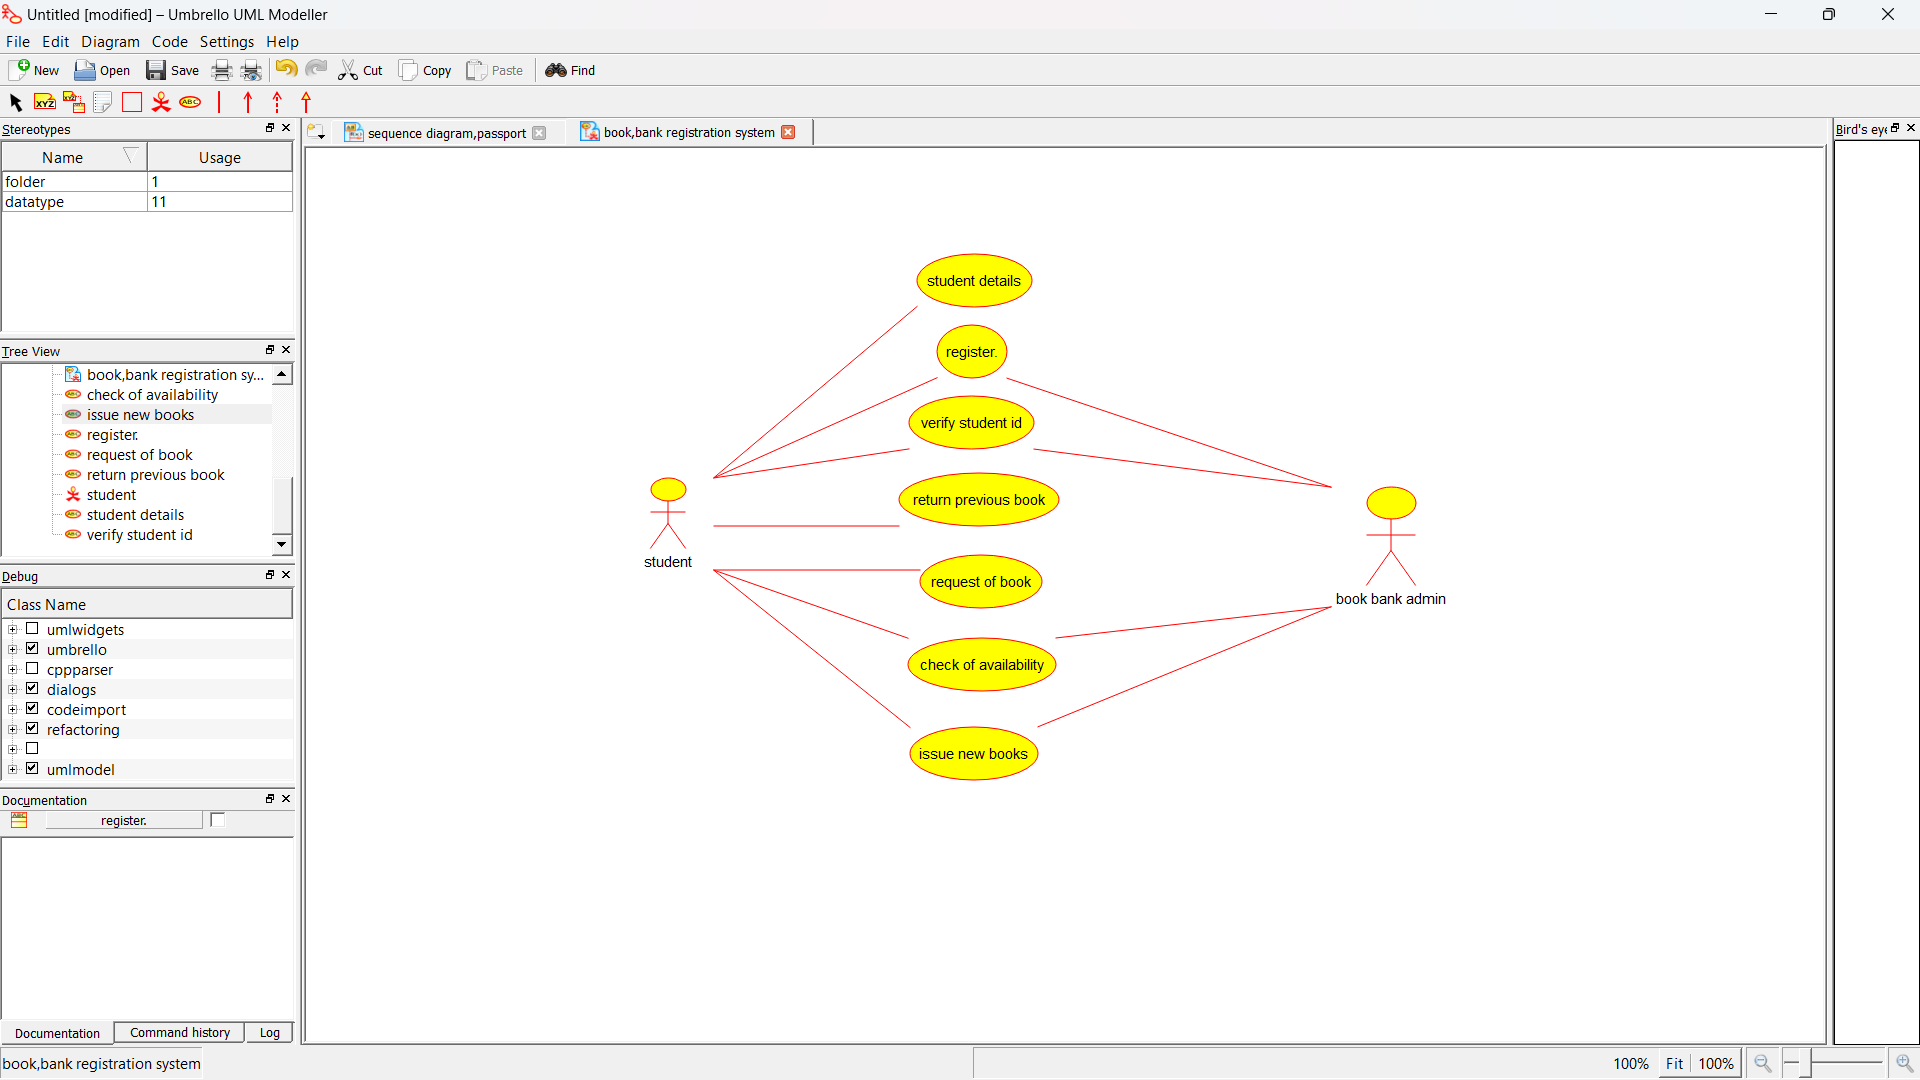 Untitled [modified] – Umbrello UML Modeller
File Edit Diagram Code Settings Help
New Open Save Cut Copy Paste Find
XYZ XYZ ABC
Stereotypes
Name Usage
folder 1
datatype 11
Tree View
book,bank registration sy...
check of availability
issue new books
register.
request of book
return previous book
student
student details
verify student id
Debug
Class Name
umlwidgets
umbrello
cppparser
dialogs
codeimport
refactoring
umlmodel
Documentation
register.
Documentation Command history Log
sequence diagram,passport book,bank registration system
student details
register.
verify student id
return previous book
student
request of book
book bank admin
check of availability
issue new books
Bird's eye
book,bank registration system
100% Fit 100%